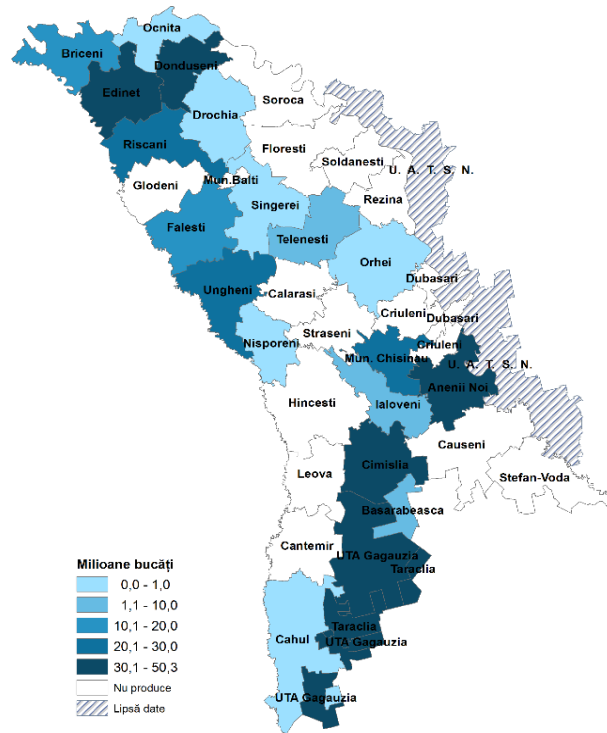 Ocnita
Briceni
Donduseni
Edinet
Soroca
Drochia
Floresti
Riscani
Soldanesti
U. A. T. S. N.
Glodeni
Mun.Balti
Rezina
Singerei
Falesti
Telenesti
Orhei
Dubasari
Ungheni
Calarasi
Criuleni
Dubasari
Straseni
Nisporeni
Criuleni
Mun. Chisinau
U. A. T. S. N.
Anenii Noi
Hincesti
Ialoveni
Causeni
Cimislia
Leova
Stefan-Voda
Basarabeasca
Cantemir
UTA Gagauzia
Taraclia
Milioane bucăți
0,0 - 1,0
1,1 - 10,0
10,1 - 20,0
20,1 - 30,0
30,1 - 50,3
Nu produce
Lipsă date
Taraclia
Cahul
UTA Gagauzia
UTA Gagauzia